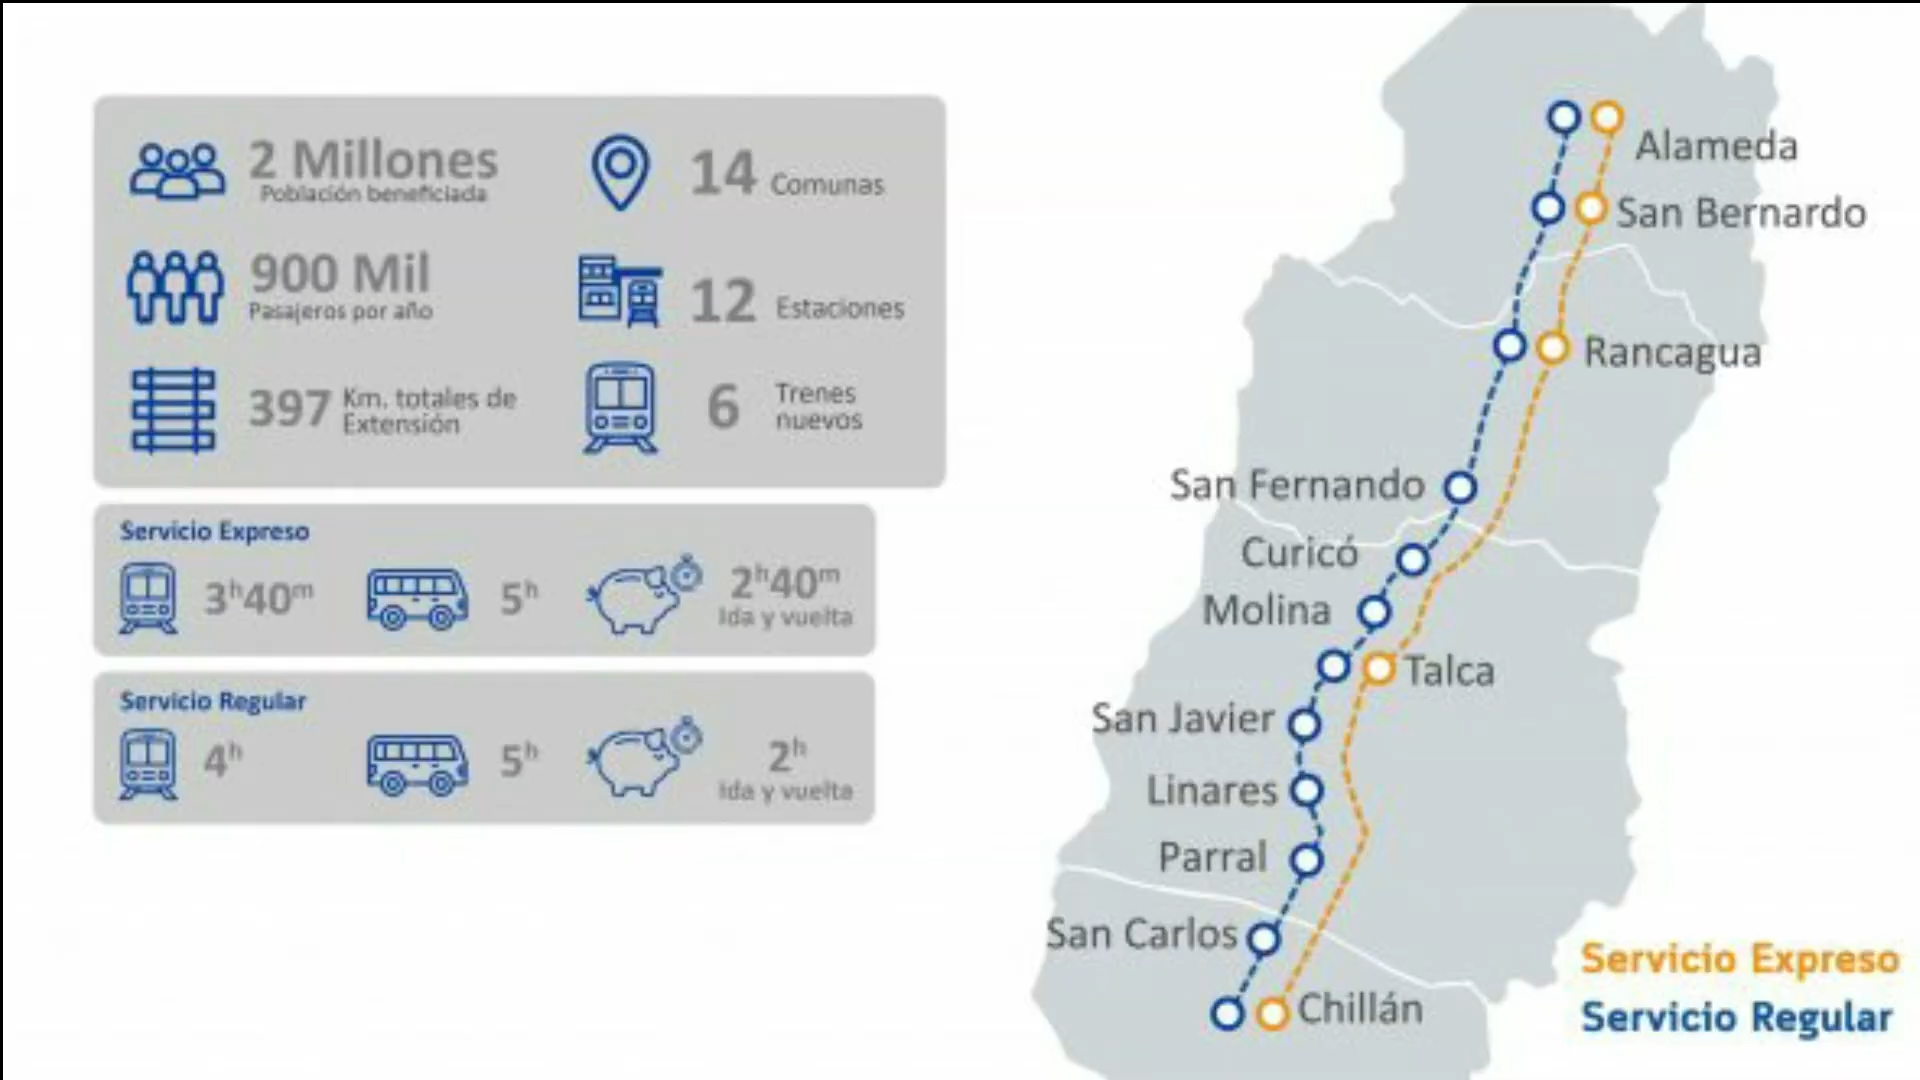 2 Millones
Población beneficiada
14 Comunas
900 Mil
Pasajeros por año
12 Estaciones
397 Km. totales de
Extensión
6 Trenes
nuevos
Servicio Expreso
3h40m 5h 2h40m
Ida y vuelta
Servicio Regular
4h 5h 2h
Ida y vuelta
Alameda
San Bernardo
Rancagua
San Fernando
Curicó
Molina
Talca
San Javier
Linares
Parral
San Carlos
Chillán
Servicio Expreso
Servicio Regular